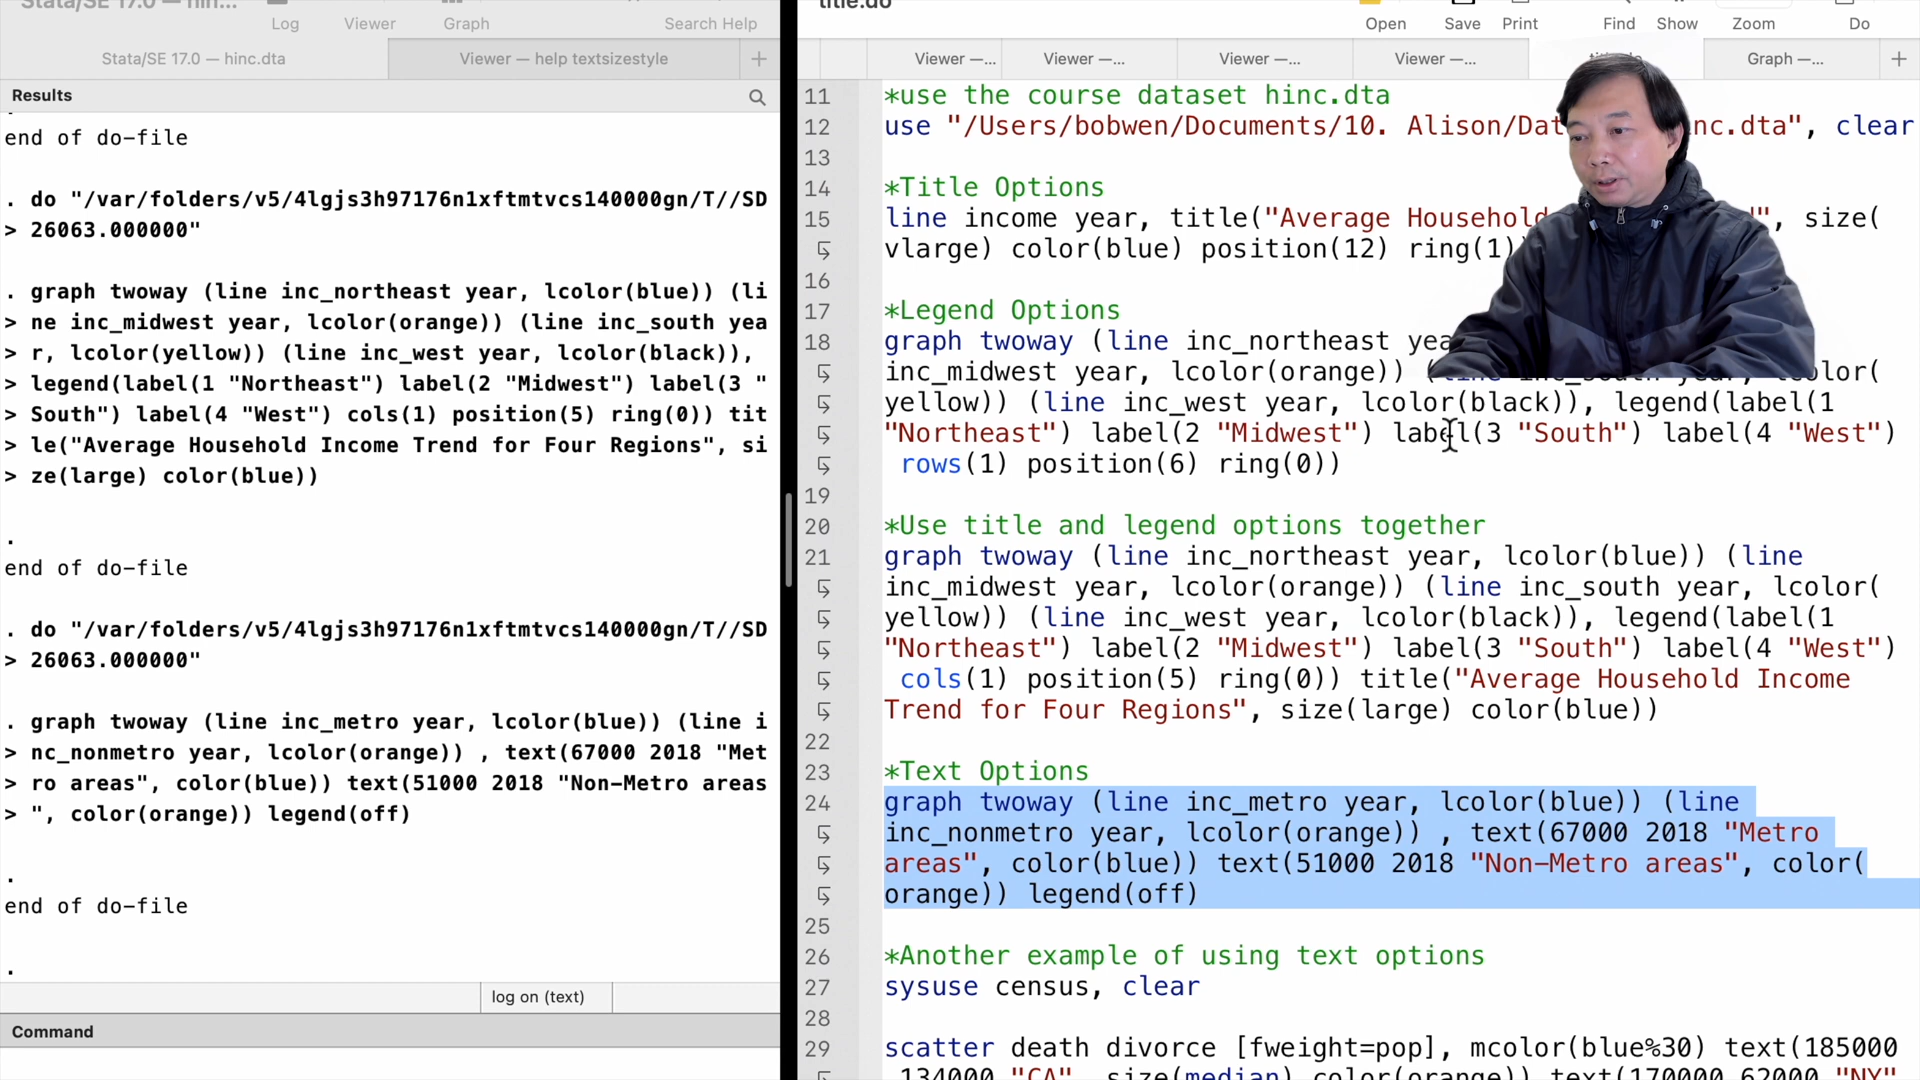 Stata/SE 17.0 — hinc.dta
Log
Viewer
Graph
Search Help
Stata/SE 17.0 — hinc.dta
Viewer — help textsizestyle
Results
end of do-file
. do "/var/folders/v5/4lgjs3h97176n1xftmtvcs140000gn/T//SD
> 26063.000000"
. graph twoway (line inc_northeast year, lcolor(blue)) (li
> ne inc_midwest year, lcolor(orange)) (line inc_south yea
> r, lcolor(yellow)) (line inc_west year, lcolor(black)),
> legend(label(1 "Northeast") label(2 "Midwest") label(3 "
> South") label(4 "West") cols(1) position(5) ring(0)) tit
> le("Average Household Income Trend for Four Regions", si
> ze(large) color(blue))
.
end of do-file
. do "/var/folders/v5/4lgjs3h97176n1xftmtvcs140000gn/T//SD
> 26063.000000"
. graph twoway (line inc_metro year, lcolor(blue)) (line i
> nc_nonmetro year, lcolor(orange)) , text(67000 2018 "Met
> ro areas", color(blue)) text(51000 2018 "Non-Metro areas
> ", color(orange)) legend(off)
.
end of do-file
.
log on (text)
Command
title.do
Open
Save
Print
Find
Show
Zoom
Do
Viewer —...
Viewer —...
Viewer —...
Viewer —...
Graph —...
11 *use the course dataset hinc.dta
12 use "/Users/bobwen/Documents/10. Alison/Dat nc.dta", clear
13
14 *Title Options
15 line income year, title("Average Household ", size(
vlarge) color(blue) position(12) ring(1)
16
17 *Legend Options
18 graph twoway (line inc_northeast yea
inc_midwest year, lcolor(orange)) (line inc_south year, lcolor(
yellow)) (line inc_west year, lcolor(black)), legend(label(1
"Northeast") label(2 "Midwest") label(3 "South") label(4 "West")
rows(1) position(6) ring(0))
19
20 *Use title and legend options together
21 graph twoway (line inc_northeast year, lcolor(blue)) (line
inc_midwest year, lcolor(orange)) (line inc_south year, lcolor(
yellow)) (line inc_west year, lcolor(black)), legend(label(1
"Northeast") label(2 "Midwest") label(3 "South") label(4 "West")
cols(1) position(5) ring(0)) title("Average Household Income
Trend for Four Regions", size(large) color(blue))
22
23 *Text Options
24 graph twoway (line inc_metro year, lcolor(blue)) (line
inc_nonmetro year, lcolor(orange)) , text(67000 2018 "Metro
areas", color(blue)) text(51000 2018 "Non-Metro areas", color(
orange)) legend(off)
25
26 *Another example of using text options
27 sysuse census, clear
28
29 scatter death divorce [fweight=pop], mcolor(blue%30) text(185000
134000 "CA", size(median) color(orange)) text(170000 62000 "NY"